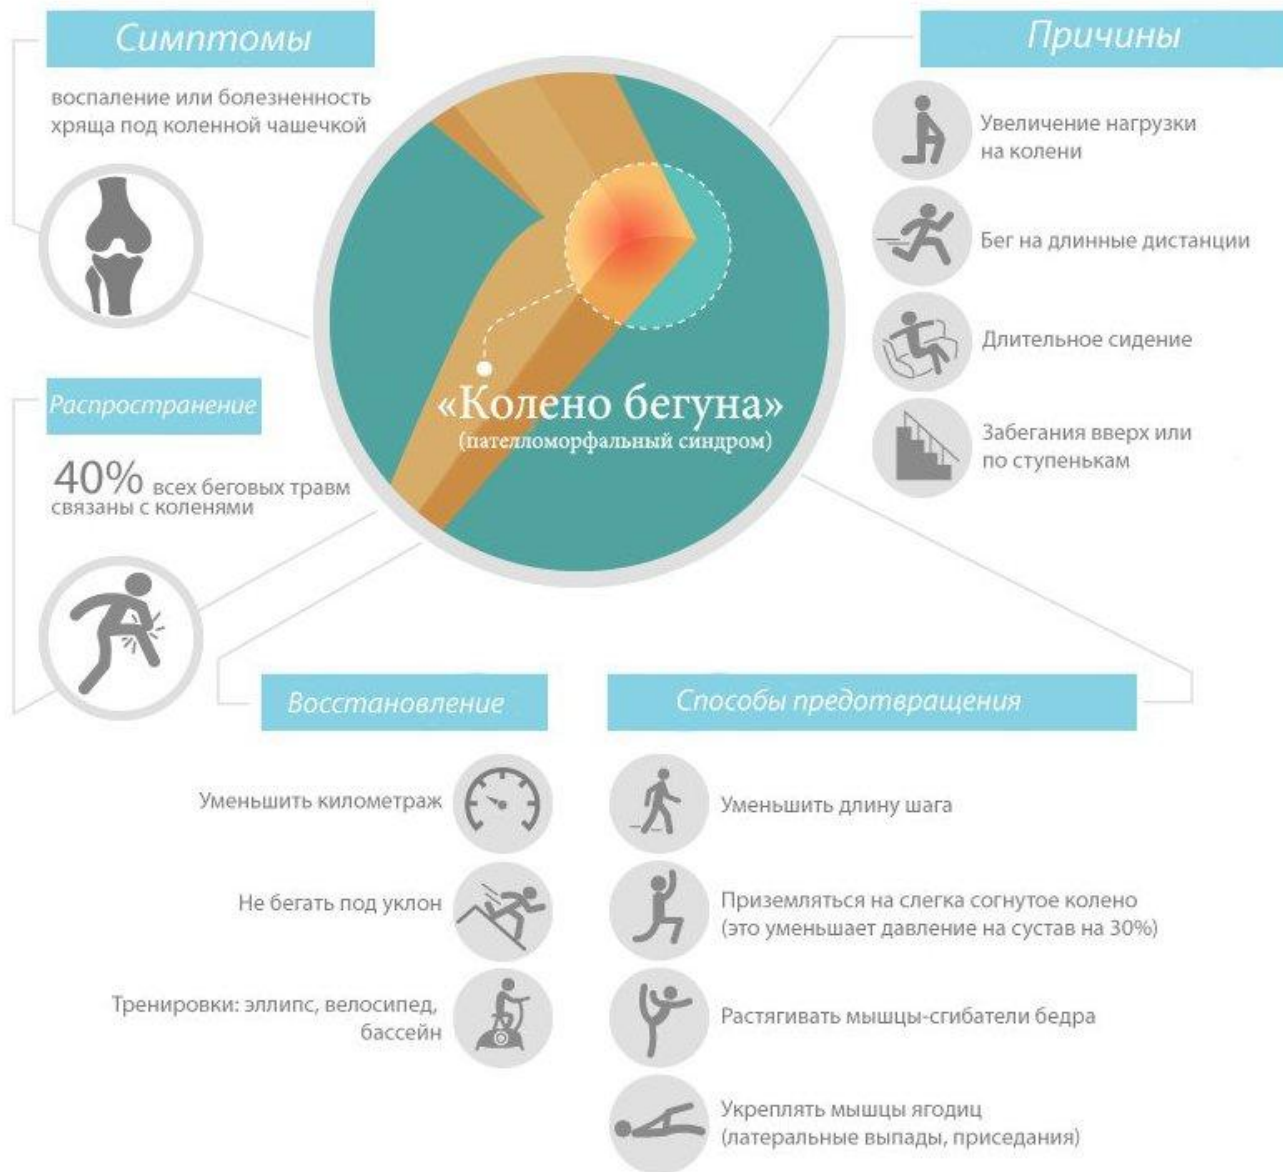 Симптомы
воспаление или болезненность
хряща под коленной чашечкой
Распространение
40% всех беговых травм
связаны с коленями
«Колено бегуна»
(пателломорфальный синдром)
Причины
Увеличение нагрузки
на колени
Бег на длинные дистанции
Длительное сидение
Забегания вверх или
по ступенькам
Восстановление
Уменьшить километраж
Не бегать под уклон
Тренировки: эллипс, велосипед,
бассейн
Способы предотвращения
Уменьшить длину шага
Приземляться на слегка согнутое колено
(это уменьшает давление на сустав на 30%)
Растягивать мышцы-сгибатели бедра
Укреплять мышцы ягодиц
(латеральные выпады, приседания)